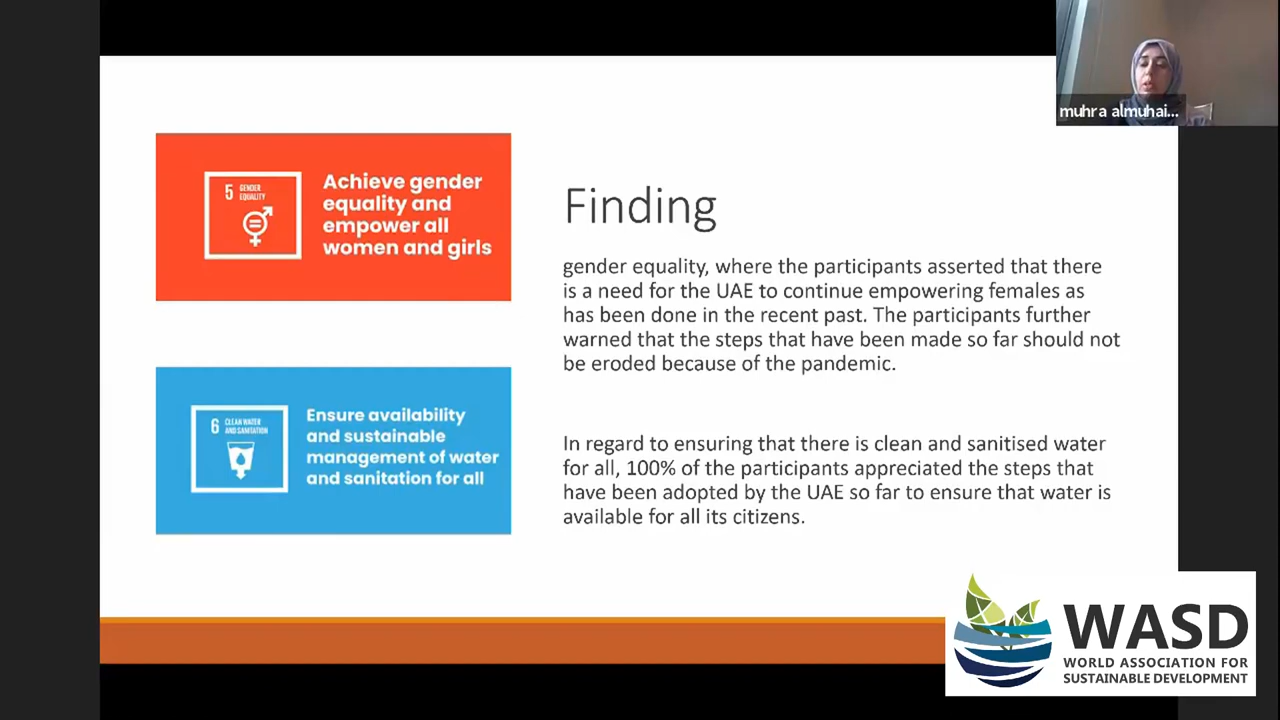 muhra almuhai...
5 GENDER
EQUALITY
Achieve gender
equality and
empower all
women and girls
Finding
gender equality, where the participants asserted that there
is a need for the UAE to continue empowering females as
has been done in the recent past. The participants further
warned that the steps that have been made so far should not
be eroded because of the pandemic.
6 CLEAN WATER
AND SANITATION
Ensure availability
and sustainable
management of water
and sanitation for all
In regard to ensuring that there is clean and sanitised water
for all, 100% of the participants appreciated the steps that
have been adopted by the UAE so far to ensure that water is
available for all its citizens.
WASD
WORLD ASSOCIATION FOR
SUSTAINABLE DEVELOPMENT